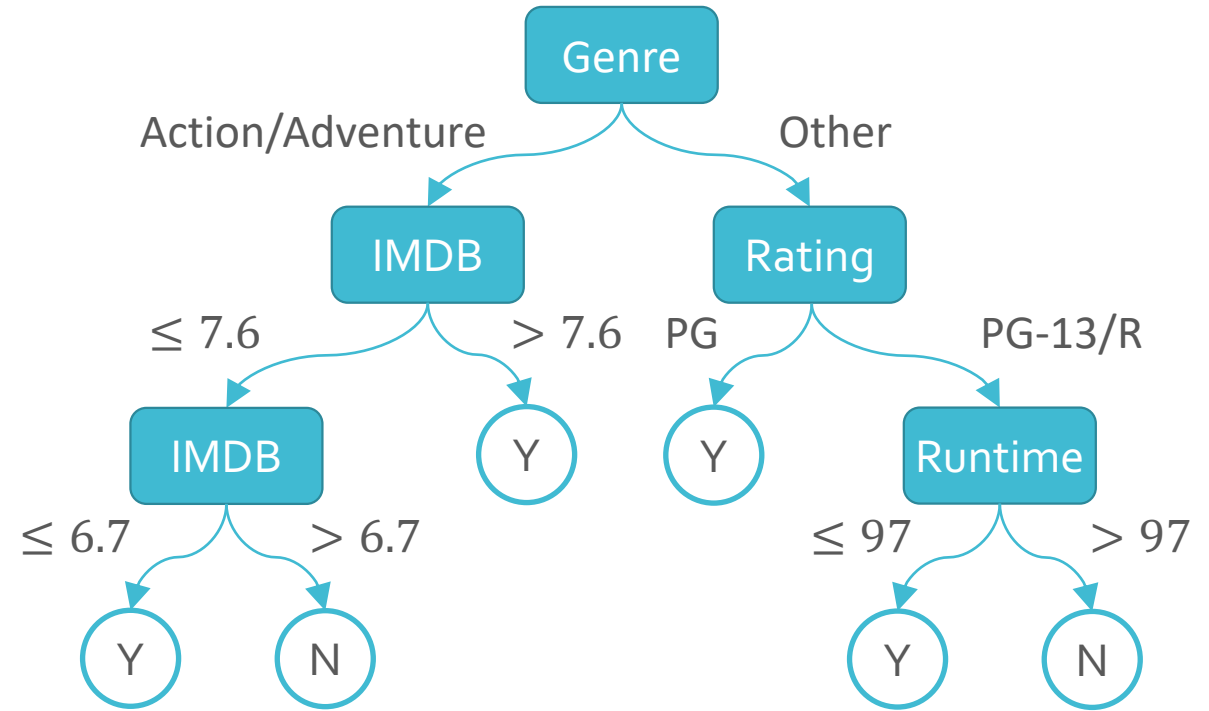 Genre
Action/Adventure
Other
IMDB
Rating
≤ 7.6
> 7.6
PG
PG-13/R
IMDB
Y
Y
Runtime
≤ 6.7
> 6.7
≤ 97
> 97
Y
N
Y
N